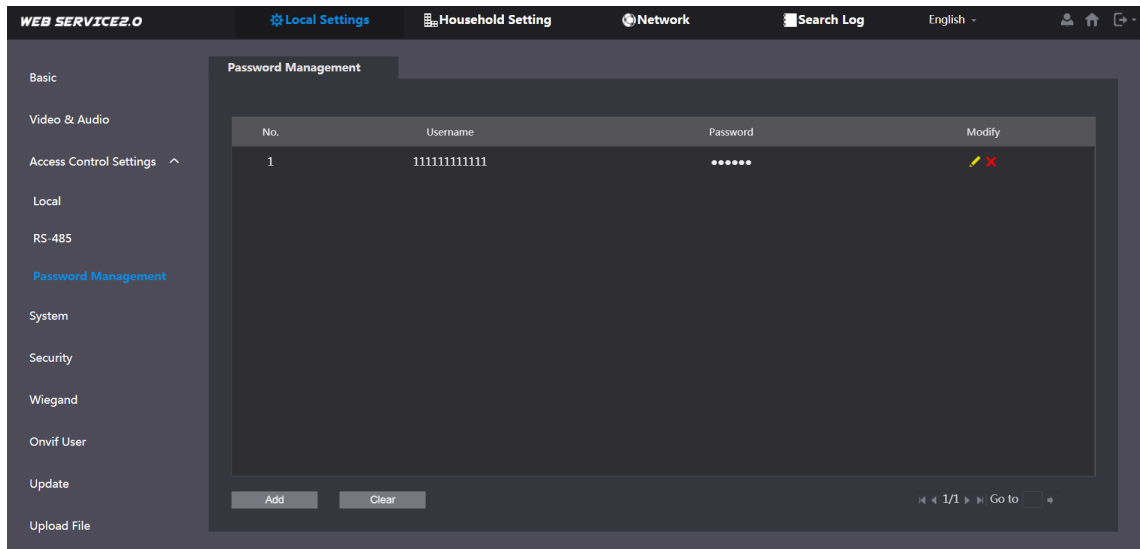 WEB SERVICE2.0 Local Settings Household Setting Network Search Log English
Basic
Video & Audio
Access Control Settings
Local
RS-485
Password Management
System
Security
Wiegand
Onvif User
Update
Upload File
Password Management
No. Username Password Modify
1 111111111111 ●●●●●●
Add Clear 1/1 Go to